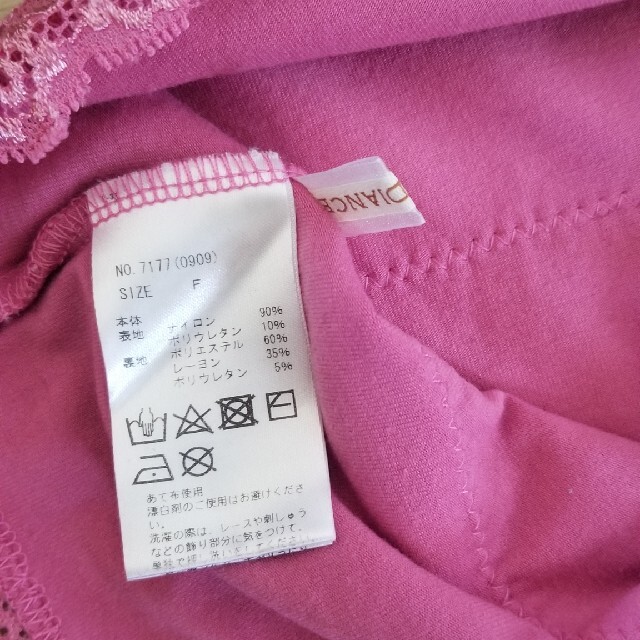 NO.7177(0909)
SIZE F
本体
表地 ナイロン 90%
ポリウレタン 10%
裏地 ポリエステル 60%
レーヨン 35%
ポリウレタン 5%
あて布使用
漂白剤のご使用はお避けくださ
い。
洗濯の際は、レースや刺しゅう
などの飾り部分に気をつけて、
DIANCE